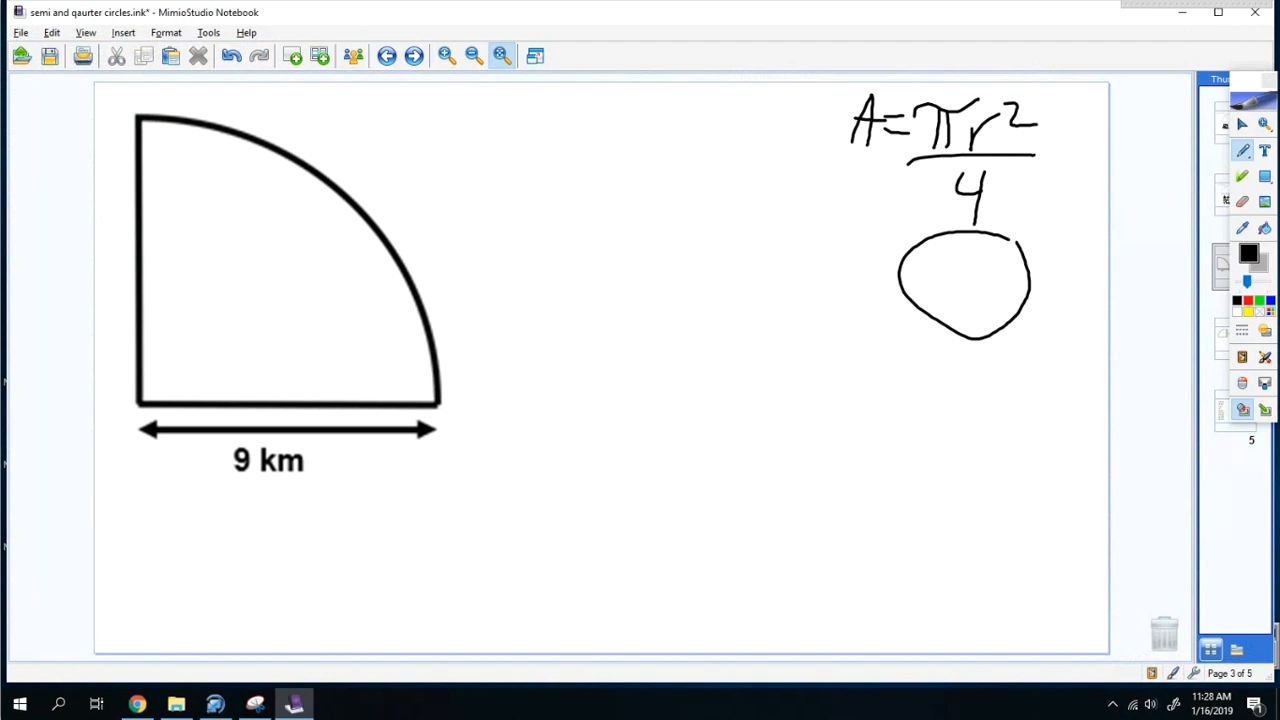 semi and qaurter circles.ink* - MimioStudio Notebook
File Edit View Insert Format Tools Help
A = πr²
4
9 km
5
Page 3 of 5
11:28 AM
1/16/2019